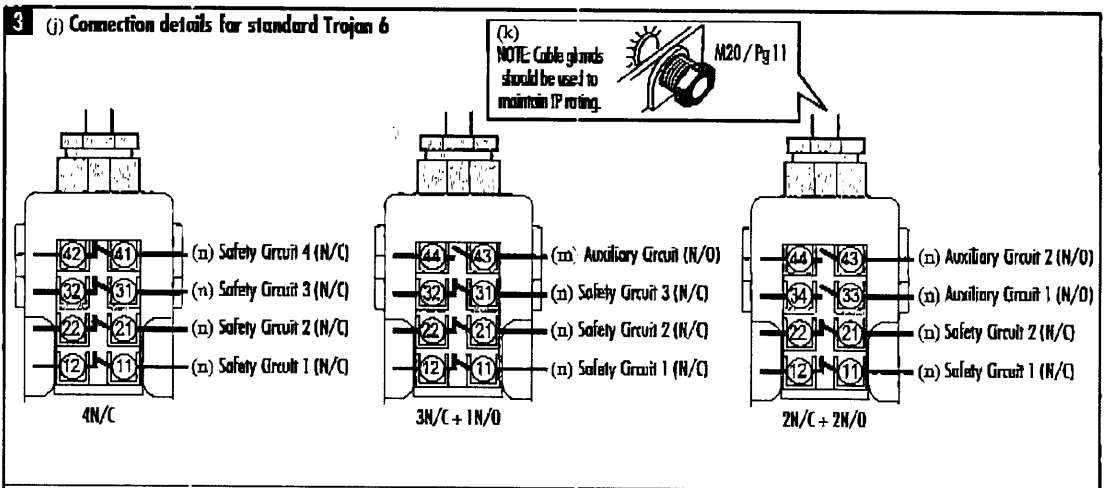 3 (j) Connection details for standard Trojan 6
(k)
NOTE: Cable glands
should be used to
maintain IP rating.
M20 / Pg 11
42 41 (n) Safety Circuit 4 (N/C)
32 31 (n) Safety Circuit 3 (N/C)
22 21 (n) Safety Circuit 2 (N/C)
12 11 (n) Safety Circuit 1 (N/C)
4N/C
44 43 (m) Auxiliary Circuit (N/O)
32 31 (n) Safety Circuit 3 (N/C)
22 21 (n) Safety Circuit 2 (N/C)
12 11 (n) Safety Circuit 1 (N/C)
3N/C + 1N/O
44 43 (n) Auxiliary Circuit 2 (N/O)
34 33 (n) Auxiliary Circuit 1 (N/O)
22 21 (n) Safety Circuit 2 (N/C)
12 11 (n) Safety Circuit 1 (N/C)
2N/C + 2N/O